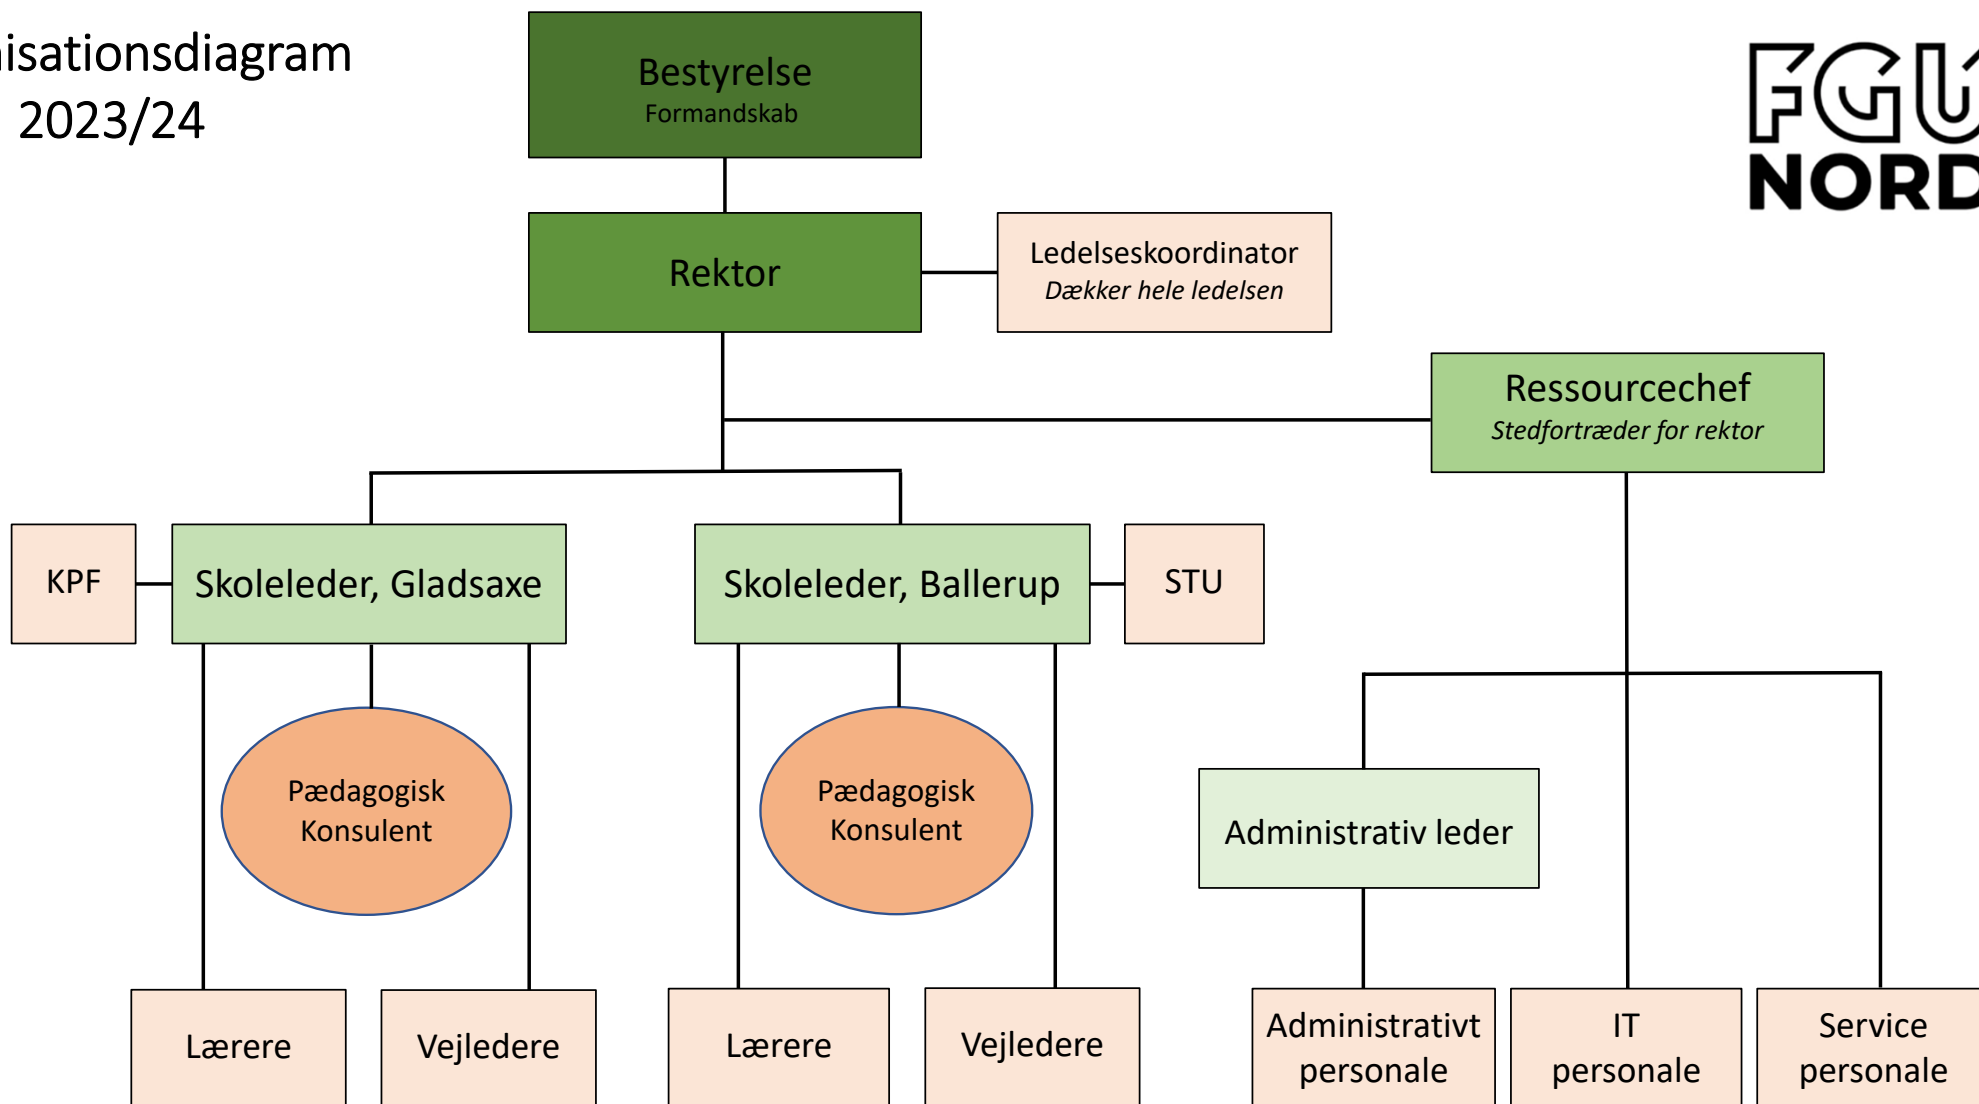 isationsdiagram
2023/24
FGU
NORD
Bestyrelse
Formandskab
Rektor
Ledelseskoordinator
Dækker hele ledelsen
Ressourcechef
Stedfortræder for rektor
KPF
Skoleleder, Gladsaxe
Skoleleder, Ballerup
STU
Pædagogisk
Konsulent
Pædagogisk
Konsulent
Administrativ leder
Lærere
Vejledere
Lærere
Vejledere
Administrativt
personale
IT
personale
Service
personale